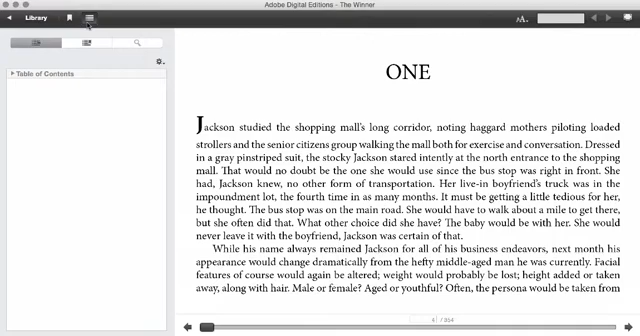 Adobe Digital Editions - The Winner
Library
AA.
Table of Contents
ONE
Jackson studied the shopping mall's long corridor, noting haggard mothers piloting loaded
strollers and the senior citizens group walking the mall both for exercise and conversation. Dressed
in a gray pinstriped suit, the stocky Jackson stared intently at the north entrance to the shopping
mall. That would no doubt be the one she would use since the bus stop was right in front. She
had, Jackson knew, no other form of transportation. Her live-in boyfriend's truck was in the
impoundment lot, the fourth time in as many months. It must be getting a little tedious for her,
he thought. The bus stop was on the main road. She would have to walk about a mile to get there,
but she often did that. What other choice did she have? The baby would be with her. She would
never leave it with the boyfriend, Jackson was certain of that.
While his name always remained Jackson for all of his business endeavors, next month his
appearance would change dramatically from the hefty middle-aged man he was currently. Facial
features of course would again be altered; weight would probably be lost; height added or taken
away, along with hair. Male or female? Aged or youthful? Often, the persona would be taken from
/ 354